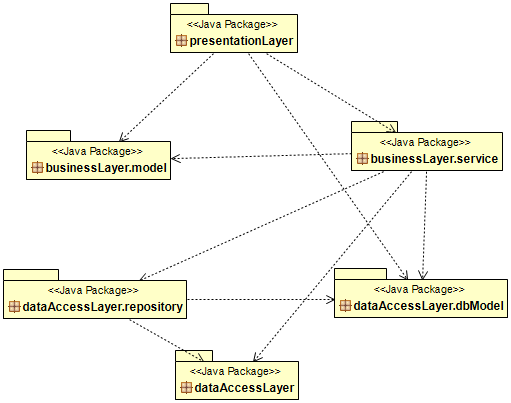 <<Java Package>>
presentationLayer
<<Java Package>>
businessLayer.model
<<Java Package>>
businessLayer.service
<<Java Package>>
dataAccessLayer.repository
<<Java Package>>
dataAccessLayer.dbModel
<<Java Package>>
dataAccessLayer